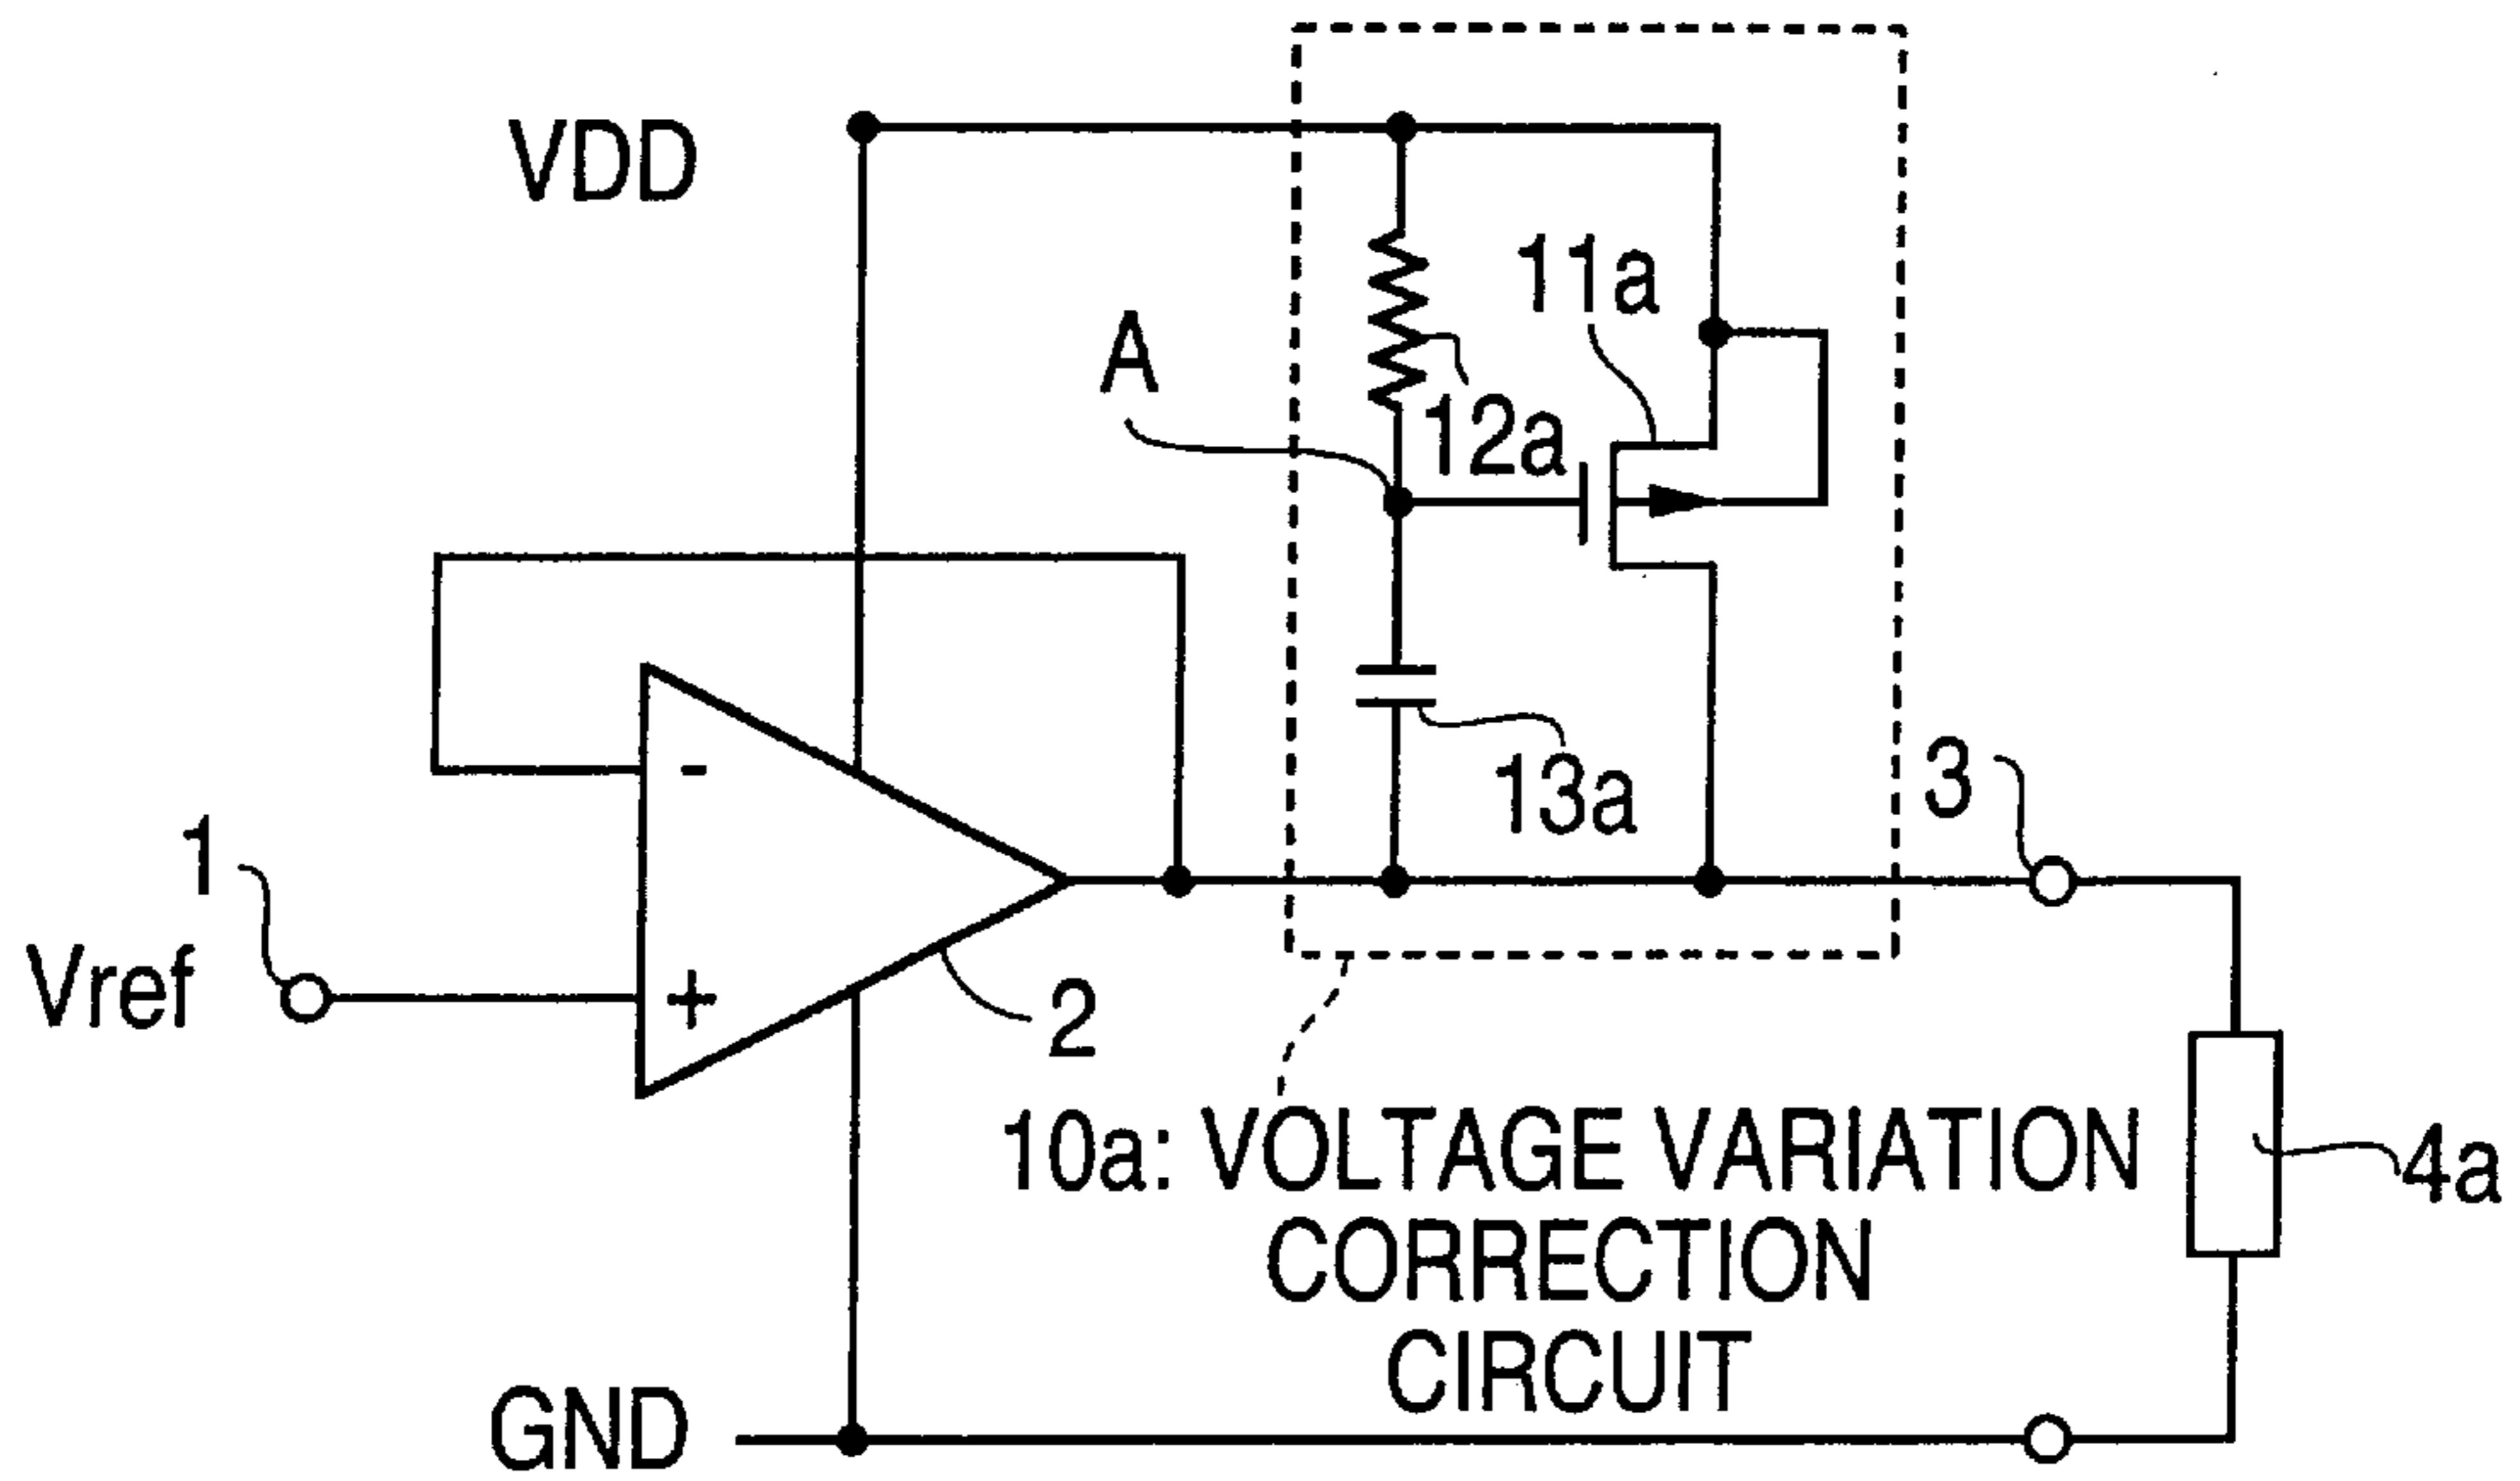 VDD
11a
A
12a
13a
3
1
-
Vref
+
2
10a: VOLTAGE VARIATION
CORRECTION
CIRCUIT
4a
GND